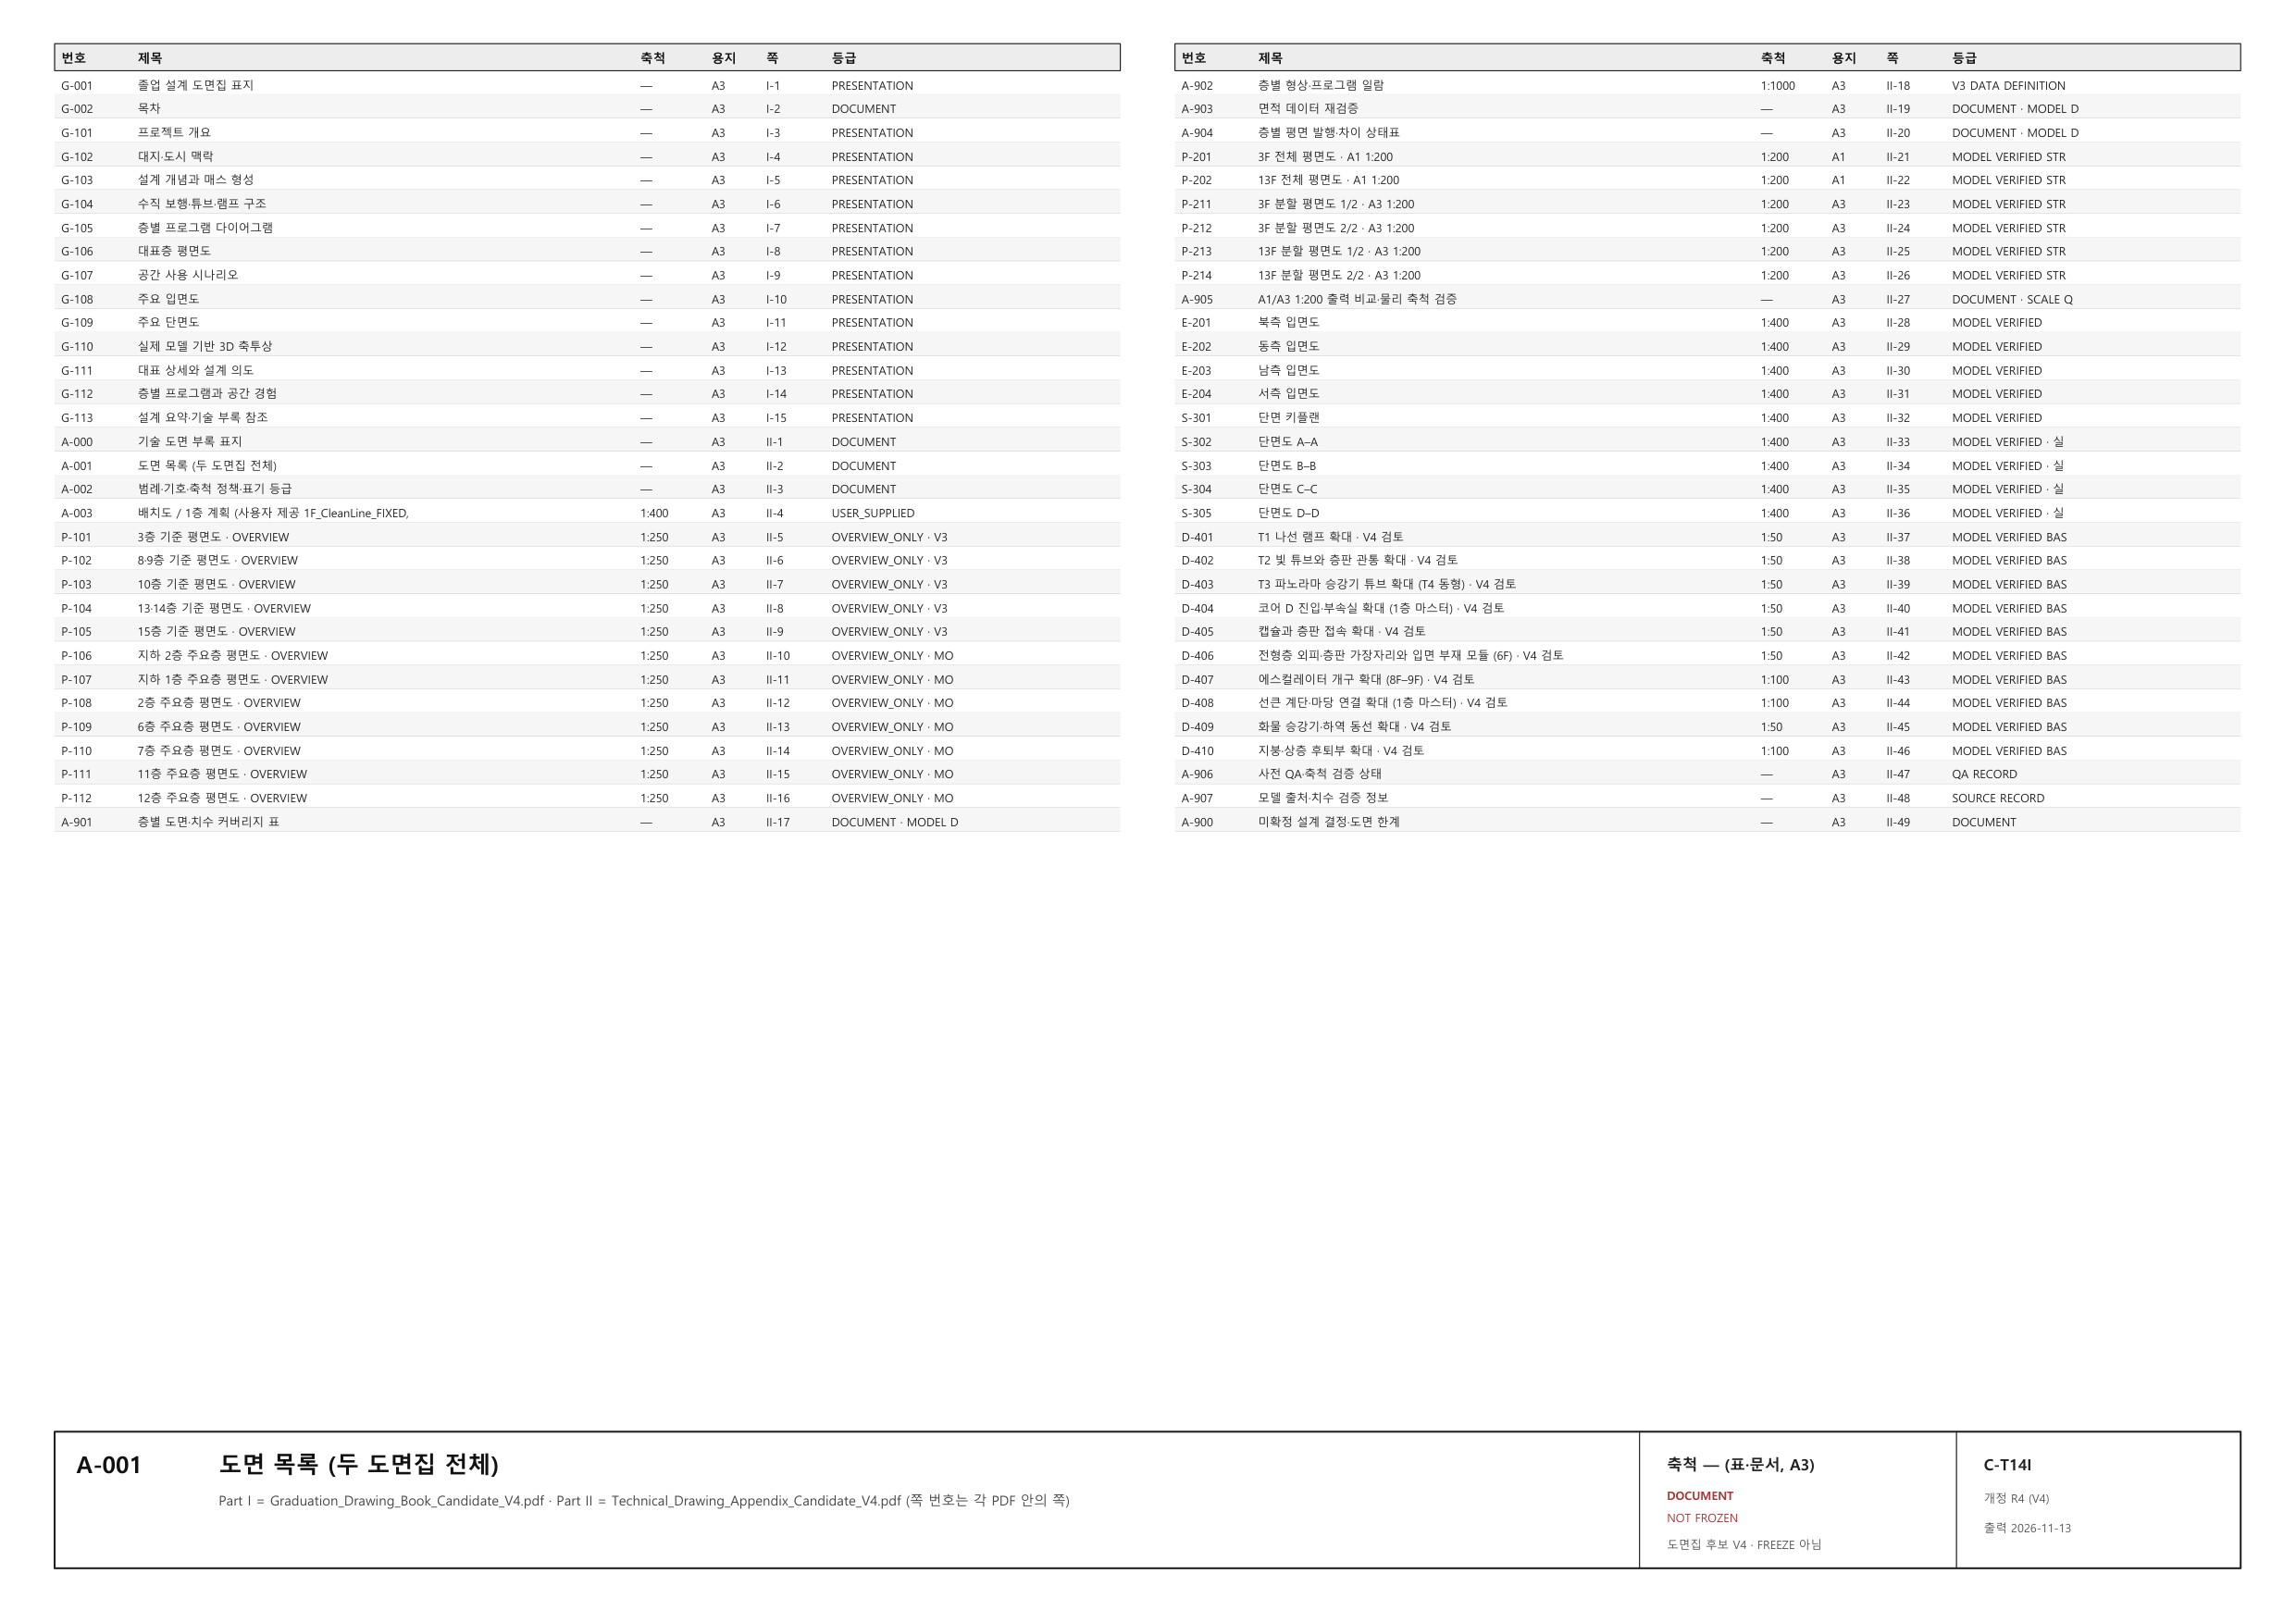 번호 제목 축척 용지 쪽 등급
G-001 졸업 설계 도면집 표지 — A3 I-1 PRESENTATION
G-002 목차 — A3 I-2 DOCUMENT
G-101 프로젝트 개요 — A3 I-3 PRESENTATION
G-102 대지·도시 맥락 — A3 I-4 PRESENTATION
G-103 설계 개념과 매스 형성 — A3 I-5 PRESENTATION
G-104 수직 보행·튜브·램프 구조 — A3 I-6 PRESENTATION
G-105 층별 프로그램 다이어그램 — A3 I-7 PRESENTATION
G-106 대표층 평면도 — A3 I-8 PRESENTATION
G-107 공간 사용 시나리오 — A3 I-9 PRESENTATION
G-108 주요 입면도 — A3 I-10 PRESENTATION
G-109 주요 단면도 — A3 I-11 PRESENTATION
G-110 실제 모델 기반 3D 축투상 — A3 I-12 PRESENTATION
G-111 대표 상세와 설계 의도 — A3 I-13 PRESENTATION
G-112 층별 프로그램과 공간 경험 — A3 I-14 PRESENTATION
G-113 설계 요약·기술 부록 참조 — A3 I-15 PRESENTATION
A-000 기술 도면 부록 표지 — A3 II-1 DOCUMENT
A-001 도면 목록 (두 도면집 전체) — A3 II-2 DOCUMENT
A-002 범례·기호·축척 정책·표기 등급 — A3 II-3 DOCUMENT
A-003 배치도 / 1층 계획 (사용자 제공 1F_CleanLine_FIXED, 1:400 A3 II-4 USER_SUPPLIED
P-101 3층 기준 평면도 · OVERVIEW 1:250 A3 II-5 OVERVIEW_ONLY · V3
P-102 8·9층 기준 평면도 · OVERVIEW 1:250 A3 II-6 OVERVIEW_ONLY · V3
P-103 10층 기준 평면도 · OVERVIEW 1:250 A3 II-7 OVERVIEW_ONLY · V3
P-104 13·14층 기준 평면도 · OVERVIEW 1:250 A3 II-8 OVERVIEW_ONLY · V3
P-105 15층 기준 평면도 · OVERVIEW 1:250 A3 II-9 OVERVIEW_ONLY · V3
P-106 지하 2층 주요층 평면도 · OVERVIEW 1:250 A3 II-10 OVERVIEW_ONLY · MO
P-107 지하 1층 주요층 평면도 · OVERVIEW 1:250 A3 II-11 OVERVIEW_ONLY · MO
P-108 2층 주요층 평면도 · OVERVIEW 1:250 A3 II-12 OVERVIEW_ONLY · MO
P-109 6층 주요층 평면도 · OVERVIEW 1:250 A3 II-13 OVERVIEW_ONLY · MO
P-110 7층 주요층 평면도 · OVERVIEW 1:250 A3 II-14 OVERVIEW_ONLY · MO
P-111 11층 주요층 평면도 · OVERVIEW 1:250 A3 II-15 OVERVIEW_ONLY · MO
P-112 12층 주요층 평면도 · OVERVIEW 1:250 A3 II-16 OVERVIEW_ONLY · MO
A-901 층별 도면·치수 커버리지 표 — A3 II-17 DOCUMENT · MODEL D
번호 제목 축척 용지 쪽 등급
A-902 층별 형상·프로그램 일람 1:1000 A3 II-18 V3 DATA DEFINITION
A-903 면적 데이터 재검증 — A3 II-19 DOCUMENT · MODEL D
A-904 층별 평면 발행·차이 상태표 — A3 II-20 DOCUMENT · MODEL D
P-201 3F 전체 평면도 · A1 1:200 1:200 A1 II-21 MODEL VERIFIED STR
P-202 13F 전체 평면도 · A1 1:200 1:200 A1 II-22 MODEL VERIFIED STR
P-211 3F 분할 평면도 1/2 · A3 1:200 1:200 A3 II-23 MODEL VERIFIED STR
P-212 3F 분할 평면도 2/2 · A3 1:200 1:200 A3 II-24 MODEL VERIFIED STR
P-213 13F 분할 평면도 1/2 · A3 1:200 1:200 A3 II-25 MODEL VERIFIED STR
P-214 13F 분할 평면도 2/2 · A3 1:200 1:200 A3 II-26 MODEL VERIFIED STR
A-905 A1/A3 1:200 출력 비교·물리 축척 검증 — A3 II-27 DOCUMENT · SCALE Q
E-201 북측 입면도 1:400 A3 II-28 MODEL VERIFIED
E-202 동측 입면도 1:400 A3 II-29 MODEL VERIFIED
E-203 남측 입면도 1:400 A3 II-30 MODEL VERIFIED
E-204 서측 입면도 1:400 A3 II-31 MODEL VERIFIED
S-301 단면 키플랜 1:400 A3 II-32 MODEL VERIFIED
S-302 단면도 A–A 1:400 A3 II-33 MODEL VERIFIED · 실
S-303 단면도 B–B 1:400 A3 II-34 MODEL VERIFIED · 실
S-304 단면도 C–C 1:400 A3 II-35 MODEL VERIFIED · 실
S-305 단면도 D–D 1:400 A3 II-36 MODEL VERIFIED · 실
D-401 T1 나선 램프 확대 · V4 검토 1:50 A3 II-37 MODEL VERIFIED BAS
D-402 T2 빛 튜브와 층판 관통 확대 · V4 검토 1:50 A3 II-38 MODEL VERIFIED BAS
D-403 T3 파노라마 승강기 튜브 확대 (T4 동형) · V4 검토 1:50 A3 II-39 MODEL VERIFIED BAS
D-404 코어 D 진입·부속실 확대 (1층 마스터) · V4 검토 1:50 A3 II-40 MODEL VERIFIED BAS
D-405 캡슐과 층판 접속 확대 · V4 검토 1:50 A3 II-41 MODEL VERIFIED BAS
D-406 전형층 외피·층판 가장자리와 입면 부재 모듈 (6F) · V4 검토 1:50 A3 II-42 MODEL VERIFIED BAS
D-407 에스컬레이터 개구 확대 (8F–9F) · V4 검토 1:100 A3 II-43 MODEL VERIFIED BAS
D-408 선큰 계단·마당 연결 확대 (1층 마스터) · V4 검토 1:100 A3 II-44 MODEL VERIFIED BAS
D-409 화물 승강기·하역 동선 확대 · V4 검토 1:50 A3 II-45 MODEL VERIFIED BAS
D-410 지붕·상층 후퇴부 확대 · V4 검토 1:100 A3 II-46 MODEL VERIFIED BAS
A-906 사전 QA·축척 검증 상태 — A3 II-47 QA RECORD
A-907 모델 출처·치수 검증 정보 — A3 II-48 SOURCE RECORD
A-900 미확정 설계 결정·도면 한계 — A3 II-49 DOCUMENT
A-001 도면 목록 (두 도면집 전체)
Part I = Graduation_Drawing_Book_Candidate_V4.pdf · Part II = Technical_Drawing_Appendix_Candidate_V4.pdf (쪽 번호는 각 PDF 안의 쪽)
축척 — (표·문서, A3)
DOCUMENT
NOT FROZEN
도면집 후보 V4 · FREEZE 아님
C-T14I
개정 R4 (V4)
출력 2026-11-13